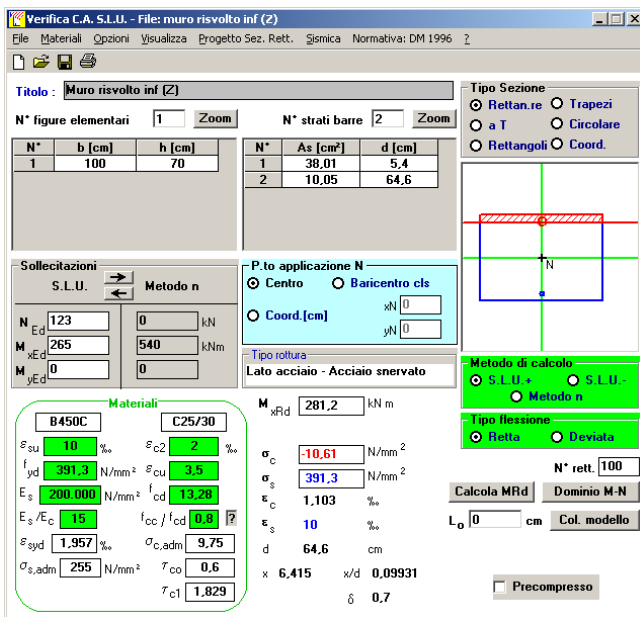 Verifica C.A. S.L.U. - File: muro risvolto inf (Z)
File Materiali Opzioni Visualizza Progetto Sez. Rett. Sismica Normativa: DM 1996 ?
Titolo : Muro risvolto inf (Z)
N° figure elementari 1 Zoom
N° strati barre 2 Zoom
N° b [cm] h [cm]
1 100 70
N° As [cm²] d [cm]
1 38,01 5,4
2 10,05 64,6
Tipo Sezione
Rettan.re Trapezi
a T Circolare
Rettangoli Coord.
N
Sollecitazioni
S.L.U. Metodo n
N Ed 123 0 kN
M xEd 265 540 kNm
M yEd 0 0
P.to applicazione N
Centro Baricentro cls
Coord.[cm] xN 0
yN 0
Tipo rottura
Lato acciaio - Acciaio snervato
Metodo di calcolo
S.L.U.+ S.L.U.-
Metodo n
Tipo flessione
Retta Deviata
N° rett. 100
Calcola MRd Dominio M-N
L₀ 0 cm Col. modello
Precompresso
Materiali
B450C C25/30
ε su 10 ‰ ε c2 2 ‰
f yd 391,3 N/mm² ε cu 3,5
E s 200.000 N/mm² f cd 13,28
E s /E c 15 f cc / f cd 0,8 ?
ε syd 1,957 ‰ σ c,adm 9,75
σ s,adm 255 N/mm² τ co 0,6
τ c1 1,829
M xRd 281,2 kN m
σ c -10,61 N/mm²
σ s 391,3 N/mm²
ε c 1,103 ‰
ε s 10 ‰
d 64,6 cm
x 6,415 x/d 0,09931
δ 0,7